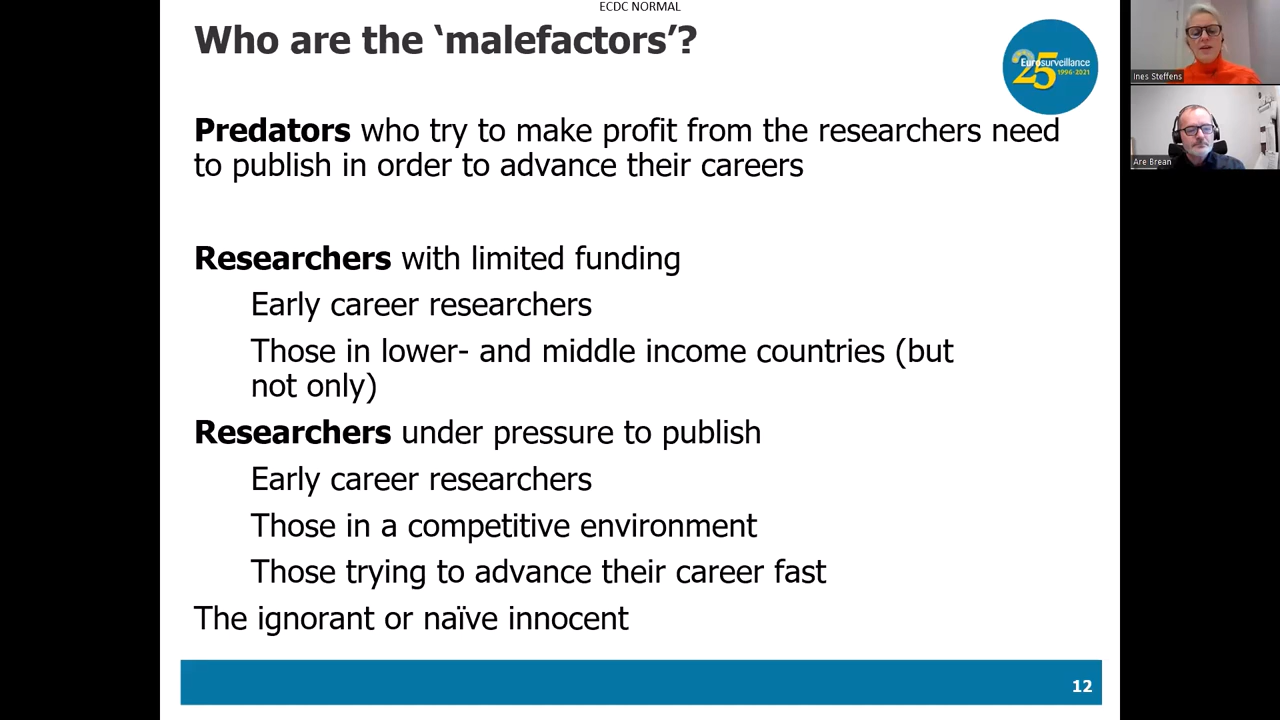 ECDC NORMAL
Who are the ‘malefactors’?
25
Eurosurveillance
1996-2021
Ines Steffens
Are Brean
Predators who try to make profit from the researchers need
to publish in order to advance their careers
Researchers with limited funding
Early career researchers
Those in lower- and middle income countries (but
not only)
Researchers under pressure to publish
Early career researchers
Those in a competitive environment
Those trying to advance their career fast
The ignorant or naïve innocent
12